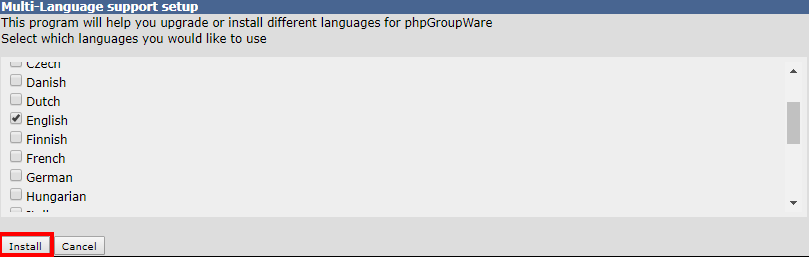 Multi-Language support setup
This program will help you upgrade or install different languages for phpGroupWare
Select which languages you would like to use
Czech
Danish
Dutch
English
Finnish
French
German
Hungarian
Install Cancel